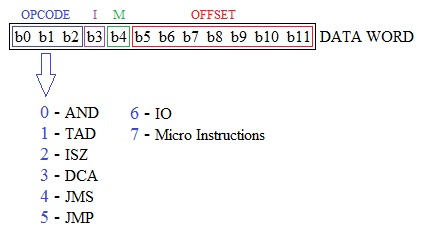 OPCODE I M OFFSET
b0 b1 b2 b3 b4 b5 b6 b7 b8 b9 b10 b11 DATA WORD
0 - AND 6 - IO
1 - TAD 7 - Micro Instructions
2 - ISZ
3 - DCA
4 - JMS
5 - JMP